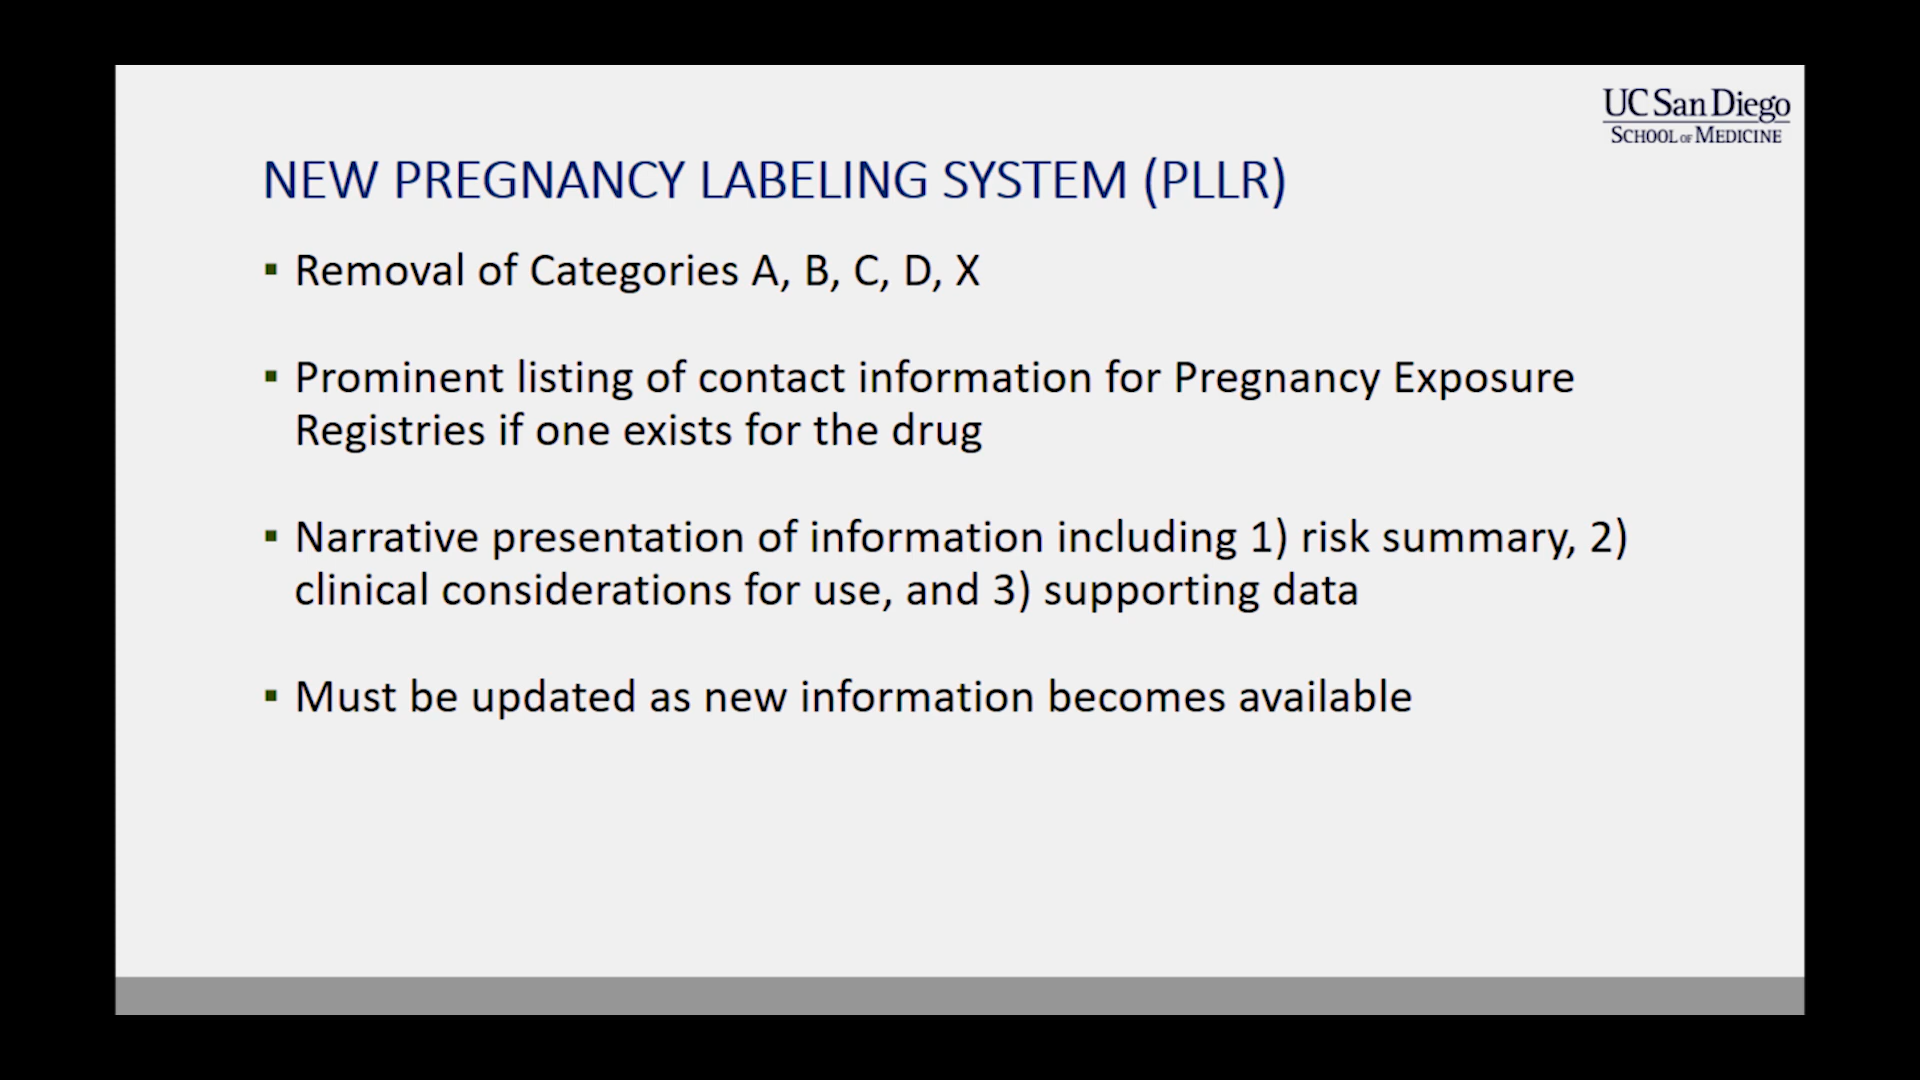 UC San Diego
SCHOOL OF MEDICINE
NEW PREGNANCY LABELING SYSTEM (PLLR)
▪ Removal of Categories A, B, C, D, X
▪ Prominent listing of contact information for Pregnancy Exposure
Registries if one exists for the drug
▪ Narrative presentation of information including 1) risk summary, 2)
clinical considerations for use, and 3) supporting data
▪ Must be updated as new information becomes available